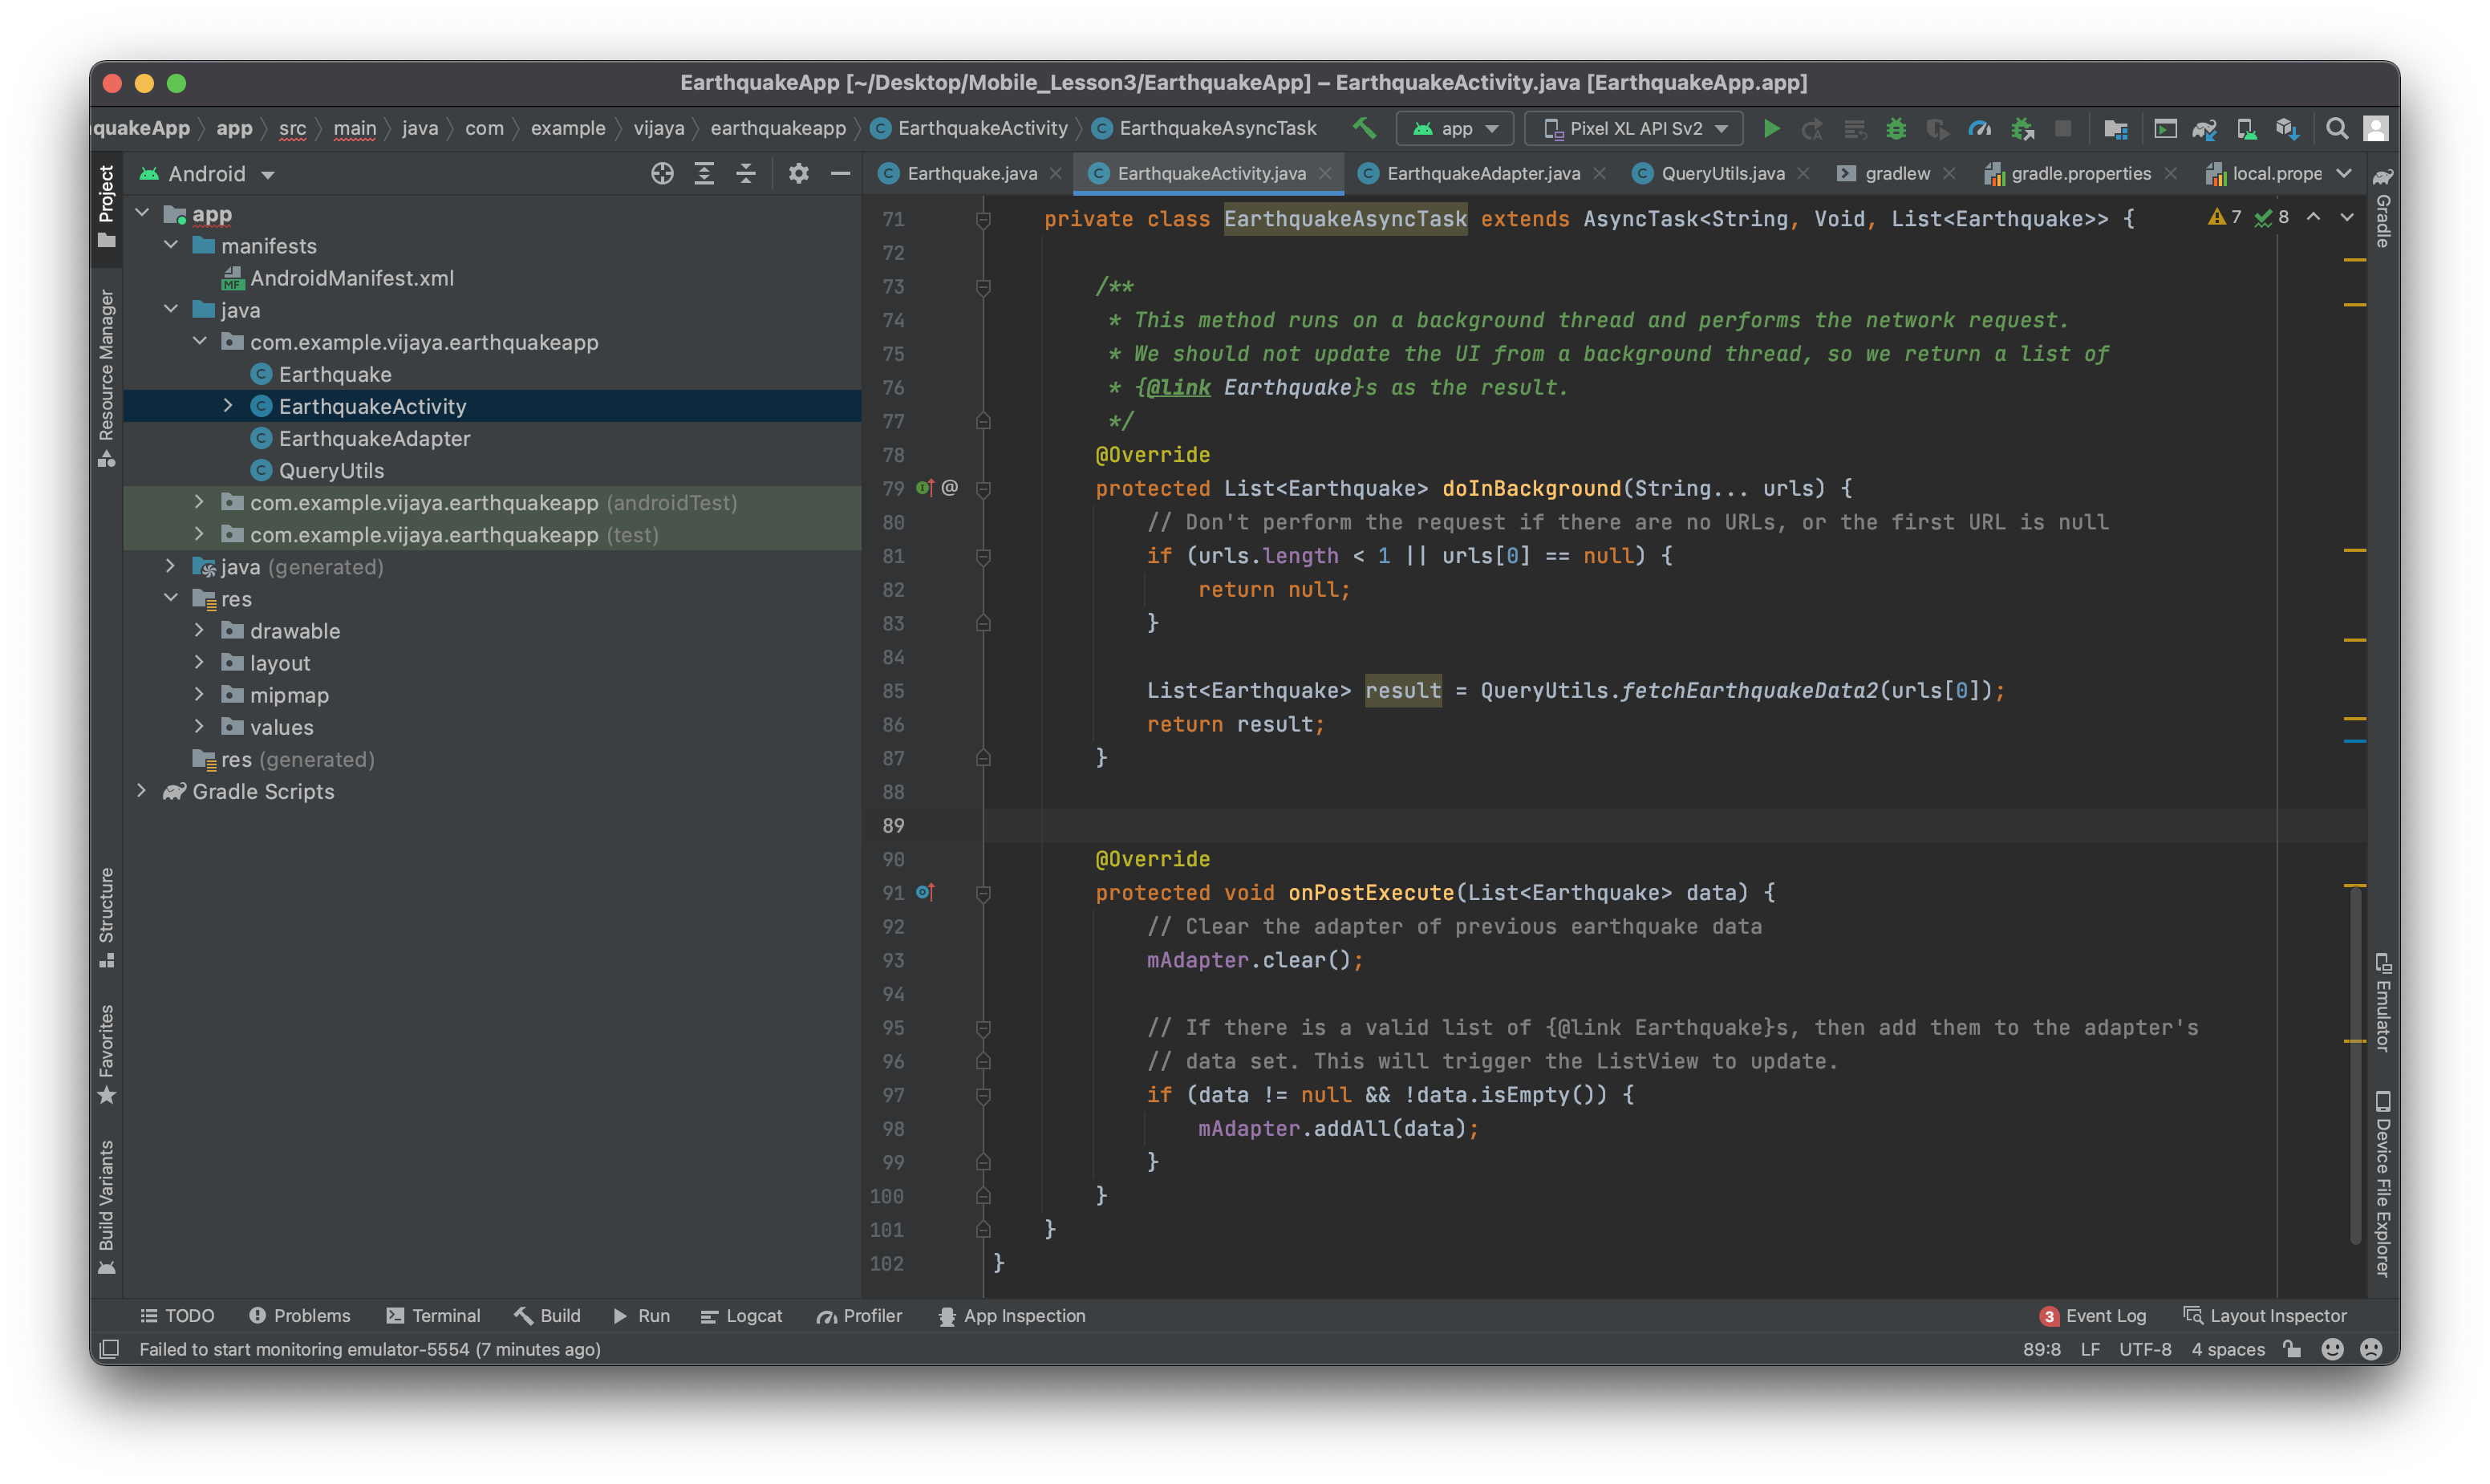 EarthquakeApp [~/Desktop/Mobile_Lesson3/EarthquakeApp] – EarthquakeActivity.java [EarthquakeApp.app]
quakeApp app src main java com example vijaya earthquakeapp EarthquakeActivity EarthquakeAsyncTask app Pixel XL API Sv2
Project
Resource Manager
Structure
Favorites
Build Variants
Android
app
manifests
AndroidManifest.xml
java
com.example.vijaya.earthquakeapp
Earthquake
EarthquakeActivity
EarthquakeAdapter
QueryUtils
com.example.vijaya.earthquakeapp (androidTest)
com.example.vijaya.earthquakeapp (test)
java (generated)
res
drawable
layout
mipmap
values
res (generated)
Gradle Scripts
Earthquake.java EarthquakeActivity.java EarthquakeAdapter.java QueryUtils.java gradlew gradle.properties local.prope
7 8
71 private class EarthquakeAsyncTask extends AsyncTask<String, Void, List<Earthquake>> {
72
73 /**
74 * This method runs on a background thread and performs the network request.
75 * We should not update the UI from a background thread, so we return a list of
76 * {@link Earthquake}s as the result.
77 */
78 @Override
79 @ protected List<Earthquake> doInBackground(String... urls) {
80 // Don't perform the request if there are no URLs, or the first URL is null
81 if (urls.length < 1 || urls[0] == null) {
82 return null;
83 }
84
85 List<Earthquake> result = QueryUtils.fetchEarthquakeData2(urls[0]);
86 return result;
87 }
88
89
90 @Override
91 protected void onPostExecute(List<Earthquake> data) {
92 // Clear the adapter of previous earthquake data
93 mAdapter.clear();
94
95 // If there is a valid list of {@link Earthquake}s, then add them to the adapter's
96 // data set. This will trigger the ListView to update.
97 if (data != null && !data.isEmpty()) {
98 mAdapter.addAll(data);
99 }
100 }
101 }
102 }
Gradle
Emulator
Device File Explorer
TODO Problems Terminal Build Run Logcat Profiler App Inspection 3 Event Log Layout Inspector
Failed to start monitoring emulator-5554 (7 minutes ago) 89:8 LF UTF-8 4 spaces